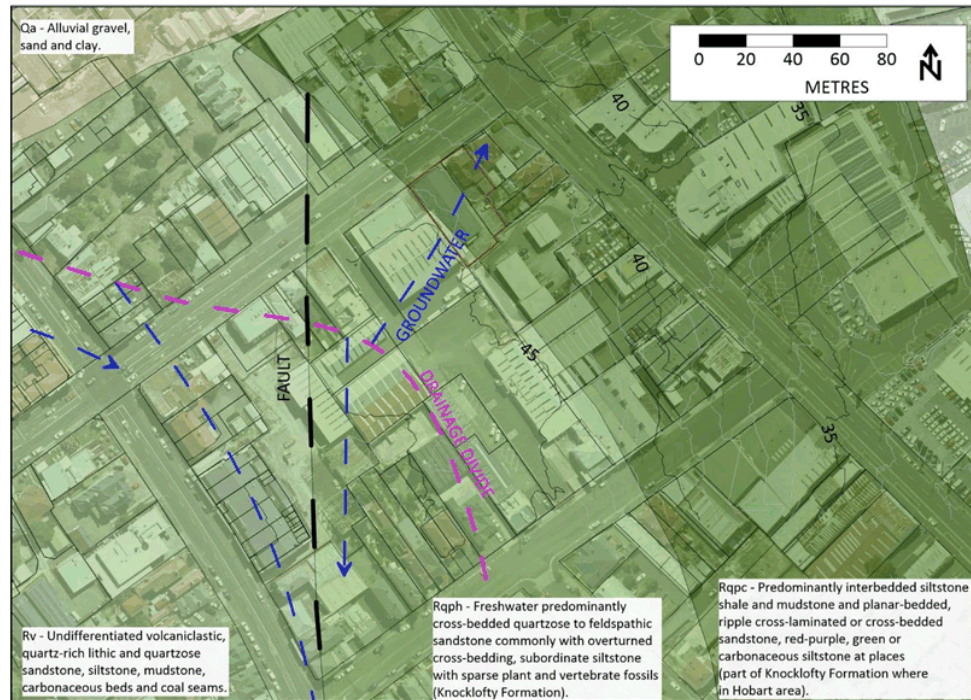 Qa - Alluvial gravel,
sand and clay.
0 20 40 60 80
METRES
N
40
35
GROUNDWATER
40
FAULT
45
DRAINAGE DIVIDE
35
Rv - Undifferentiated volcaniclastic,
quartz-rich lithic and quartzose
sandstone, siltstone, mudstone,
carbonaceous beds and coal seams.
Rqph - Freshwater predominantly
cross-bedded quartzose to feldspathic
sandstone commonly with overturned
cross-bedding, subordinate siltstone
with sparse plant and vertebrate fossils
(Knocklofty Formation).
Rqpc - Predominantly interbedded siltstone
shale and mudstone and planar-bedded,
ripple cross-laminated or cross-bedded
sandstone, red-purple, green or
carbonaceous siltstone at places
(part of Knocklofty Formation where
in Hobart area).